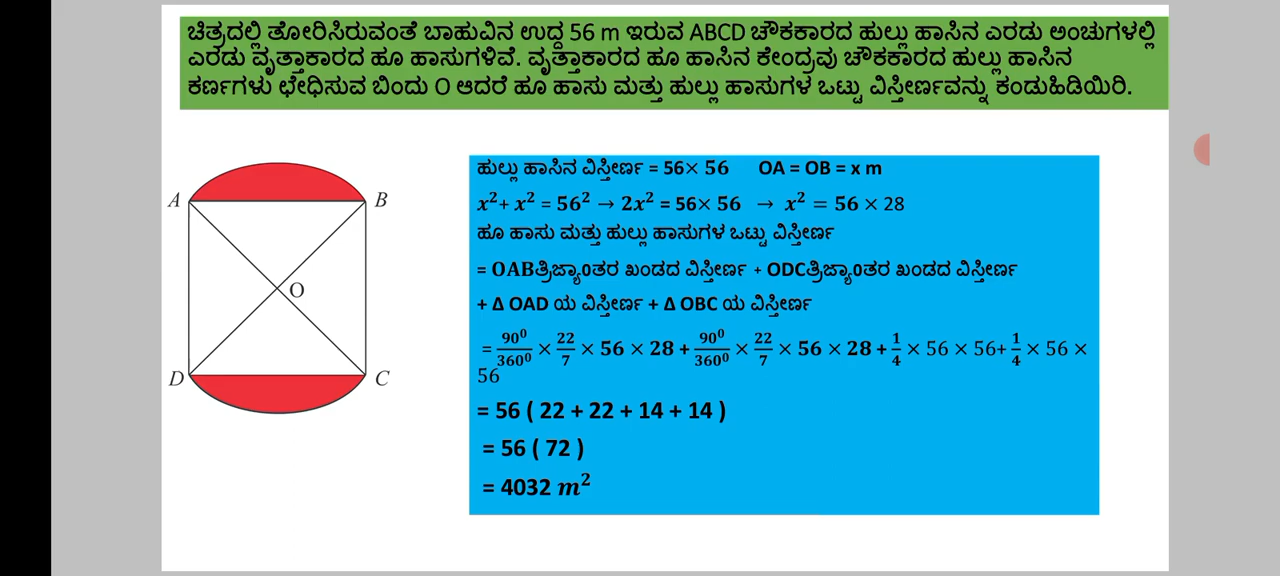 ಚಿತ್ರದಲ್ಲಿ ತೋರಿಸಿರುವಂತೆ ಬಾಹುವಿನ ಉದ್ದ 56 m ಇರುವ ABCD ಚೌಕಕಾರದ ಹುಲ್ಲು ಹಾಸಿನ ಎರಡು ಅಂಚುಗಳಲ್ಲಿ
ಎರಡು ವೃತ್ತಾಕಾರದ ಹೂ ಹಾಸುಗಳಿವೆ. ವೃತ್ತಾಕಾರದ ಹೂ ಹಾಸಿನ ಕೇಂದ್ರವು ಚೌಕಕಾರದ ಹುಲ್ಲು ಹಾಸಿನ
ಕರ್ಣಗಳು ಛೇಧಿಸುವ ಬಿಂದು O ಆದರೆ ಹೂ ಹಾಸು ಮತ್ತು ಹುಲ್ಲು ಹಾಸುಗಳ ಒಟ್ಟು ವಿಸ್ತೀರ್ಣವನ್ನು ಕಂಡುಹಿಡಿಯಿರಿ.
A B
O
D C
ಹುಲ್ಲು ಹಾಸಿನ ವಿಸ್ತೀರ್ಣ = 56× 56 OA = OB = x m
x²+ x² = 56² → 2x² = 56× 56 → x² = 56 × 28
ಹೂ ಹಾಸು ಮತ್ತು ಹುಲ್ಲು ಹಾಸುಗಳ ಒಟ್ಟು ವಿಸ್ತೀರ್ಣ
= OABತ್ರಿಜ್ಯಾ0ತರ ಖಂಡದ ವಿಸ್ತೀರ್ಣ + ODCತ್ರಿಜ್ಯಾ0ತರ ಖಂಡದ ವಿಸ್ತೀರ್ಣ
+ Δ OAD ಯ ವಿಸ್ತೀರ್ಣ + Δ OBC ಯ ವಿಸ್ತೀರ್ಣ
= 90⁰/360⁰ × 22/7 × 56 × 28 + 90⁰/360⁰ × 22/7 × 56 × 28 + 1/4 × 56 × 56+ 1/4 × 56 ×
56
= 56 ( 22 + 22 + 14 + 14 )
= 56 ( 72 )
= 4032 m²